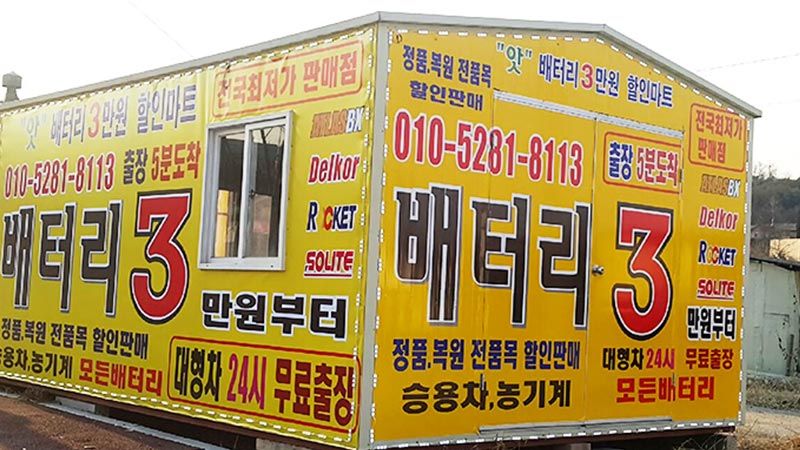 "앗" 배터리 3만원 할인마트
전국최저가 판매점
010-5281-8113 출장 5분도착
배터리 3
만원부터
ATLASBX
Delkor
ROCKET
SOLITE
정품.복원 전품목 할인판매
승용차,농기계 모든배터리
대형차 24시 무료출장
정품.복원 전품목
할인판매
"앗" 배터리 3만원 할인마트
전국최저가
판매점
010-5281-8113
출장
5분도착
배터리 3
ATLASBX
Delkor
ROCKET
SOLITE
만원부터
정품.복원 전품목 할인판매
대형차24시 무료출장
승용차,농기계 모든배터리